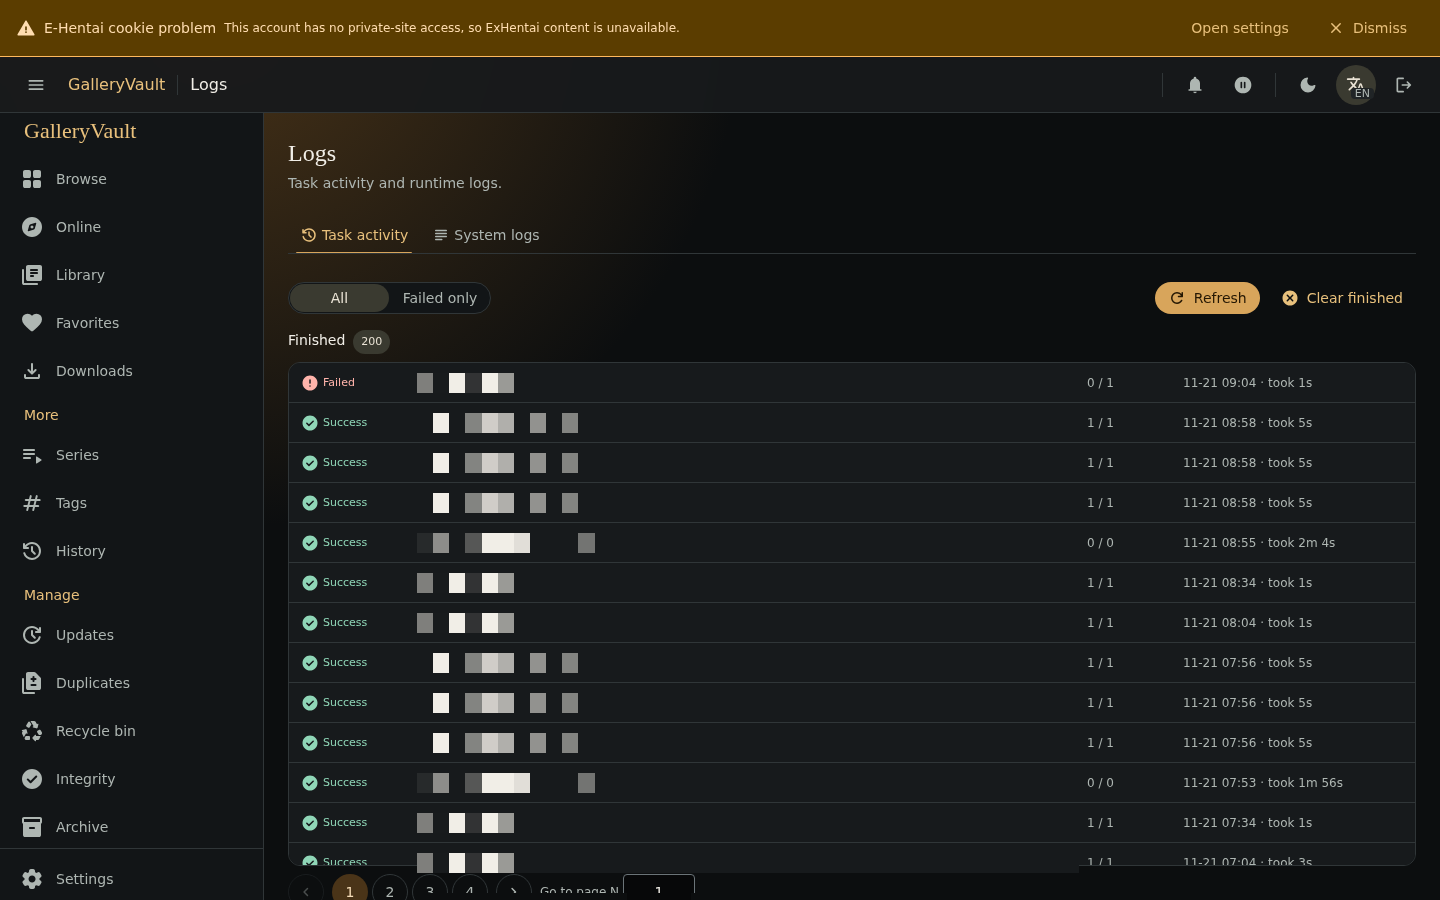 E-Hentai cookie problem This account has no private-site access, so ExHentai content is unavailable. Open settings Dismiss
GalleryVault Logs EN
GalleryVault
Browse
Online
Library
Favorites
Downloads
More
Series
Tags
History
Manage
Updates
Duplicates
Recycle bin
Integrity
Archive
Settings
Logs
Task activity and runtime logs.
Task activity System logs
All Failed only Refresh Clear finished
Finished 200
Failed 0 / 1 11-21 09:04 · took 1s
Success 1 / 1 11-21 08:58 · took 5s
Success 1 / 1 11-21 08:58 · took 5s
Success 1 / 1 11-21 08:58 · took 5s
Success 0 / 0 11-21 08:55 · took 2m 4s
Success 1 / 1 11-21 08:34 · took 1s
Success 1 / 1 11-21 08:04 · took 1s
Success 1 / 1 11-21 07:56 · took 5s
Success 1 / 1 11-21 07:56 · took 5s
Success 1 / 1 11-21 07:56 · took 5s
Success 0 / 0 11-21 07:53 · took 1m 56s
Success 1 / 1 11-21 07:34 · took 1s
Success 1 / 1 11-21 07:04 · took 3s
1 2 3 4 Go to page N 1